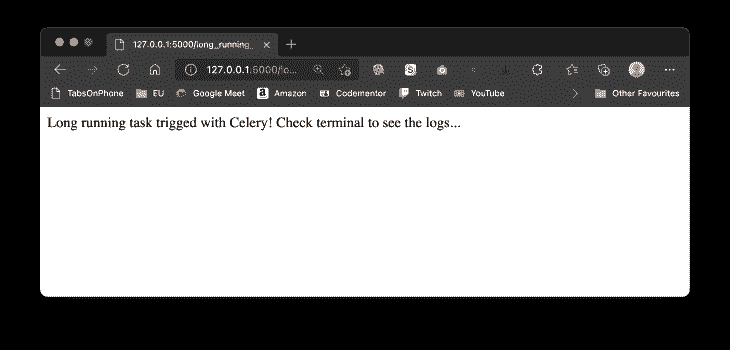 127.0.0.1:5000/long_running_
127.0.0.1:5000/lo...
TabsOnPhone EU Google Meet Amazon Codementor Twitch YouTube Other Favourites
Long running task trigged with Celery! Check terminal to see the logs...